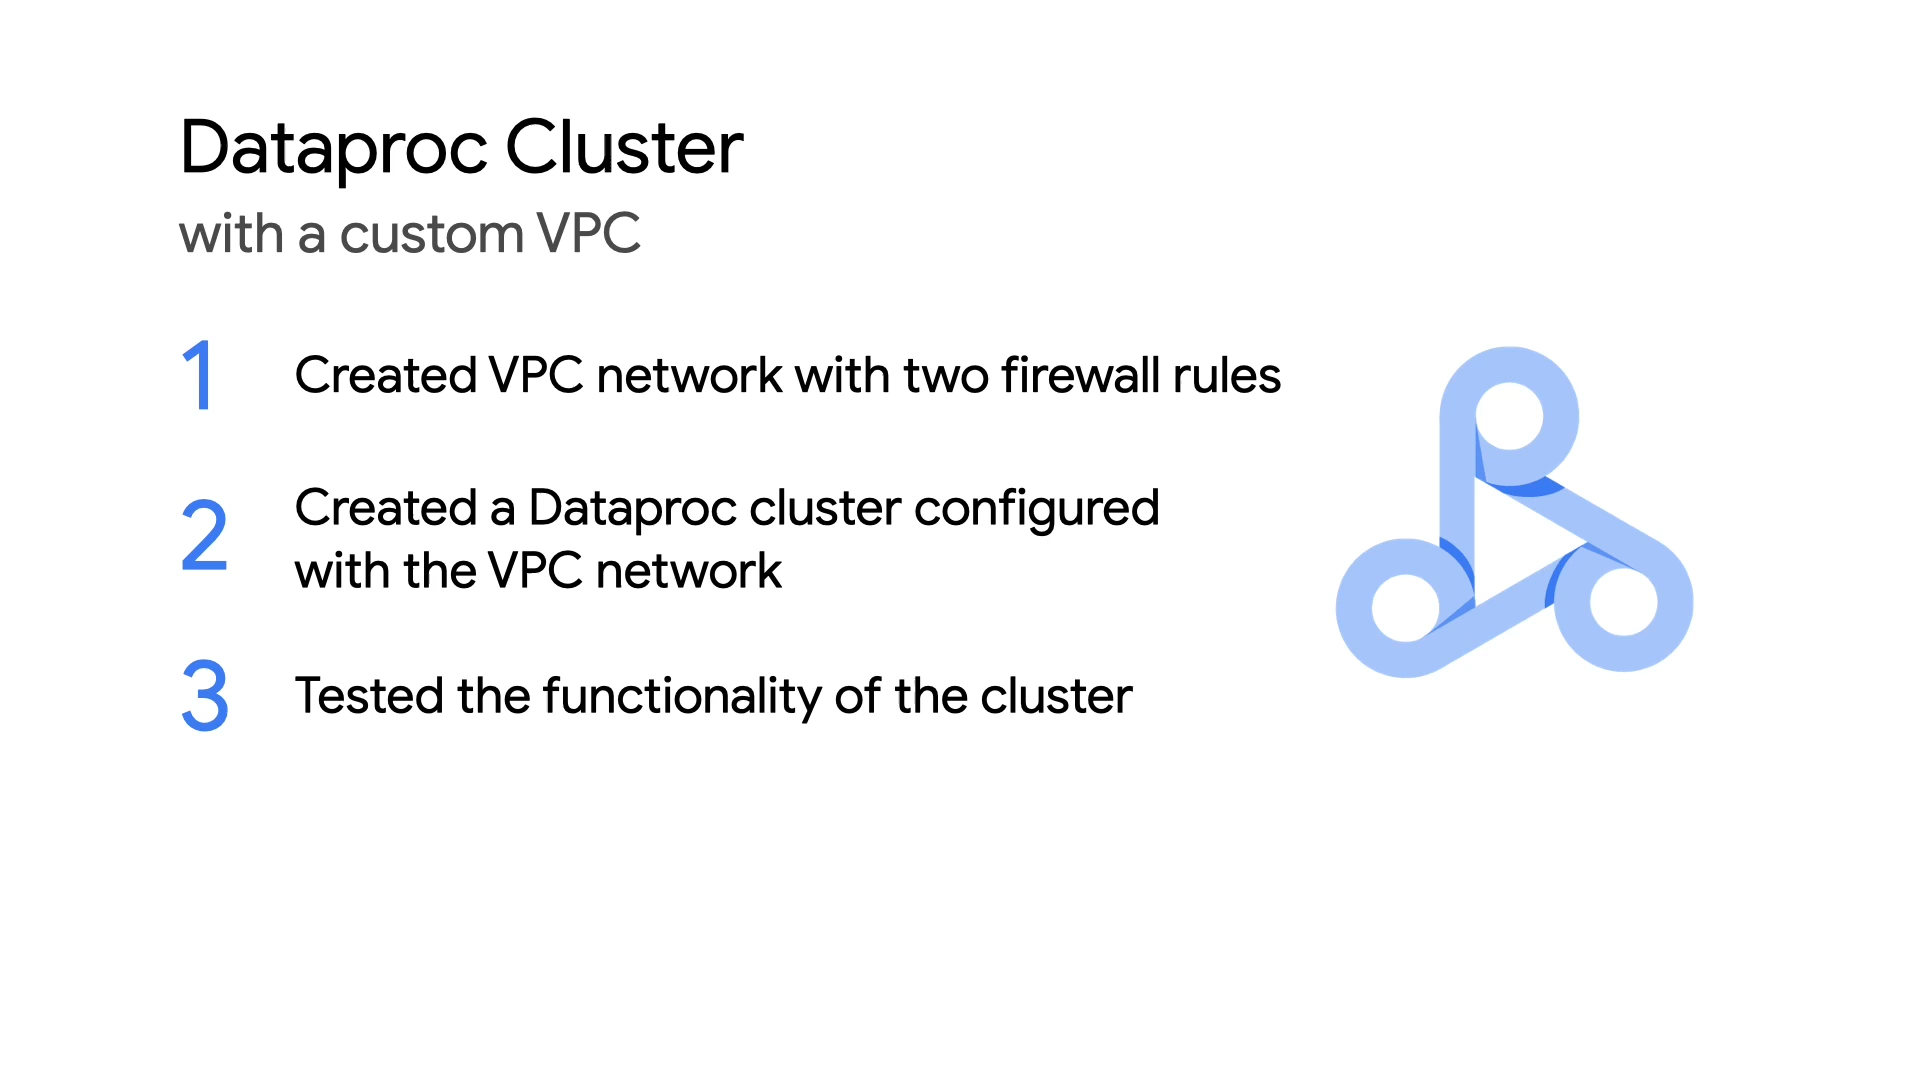 Dataproc Cluster
with a custom VPC
1 Created VPC network with two firewall rules
2 Created a Dataproc cluster configured
with the VPC network
3 Tested the functionality of the cluster